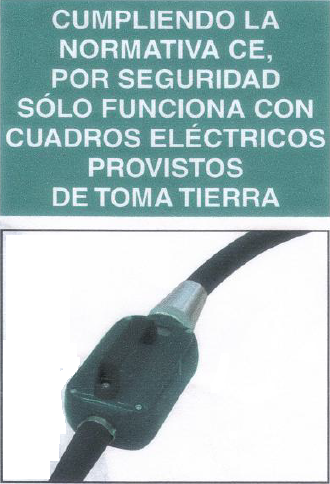 CUMPLIENDO LA
NORMATIVA CE,
POR SEGURIDAD
SÓLO FUNCIONA CON
CUADROS ELÉCTRICOS
PROVISTOS
DE TOMA TIERRA